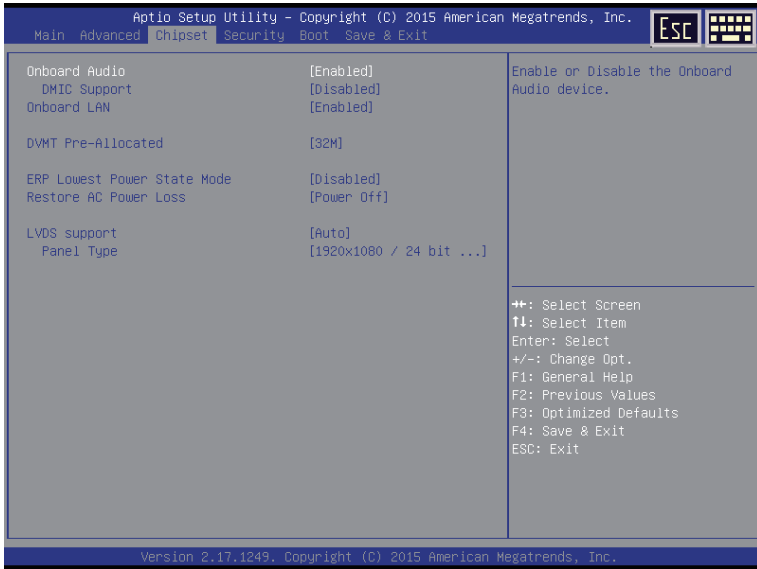 Aptio Setup Utility – Copyright (C) 2015 American Megatrends, Inc.
Esc
Main Advanced Chipset Security Boot Save & Exit
Onboard Audio [Enabled]
DMIC Support [Disabled]
Onboard LAN [Enabled]
DVMT Pre-Allocated [32M]
ERP Lowest Power State Mode [Disabled]
Restore AC Power Loss [Power Off]
LVDS support [Auto]
Panel Type [1920x1080 / 24 bit ...]
Enable or Disable the Onboard
Audio device.
→←: Select Screen
↑↓: Select Item
Enter: Select
+/-: Change Opt.
F1: General Help
F2: Previous Values
F3: Optimized Defaults
F4: Save & Exit
ESC: Exit
Version 2.17.1249. Copyright (C) 2015 American Megatrends, Inc.